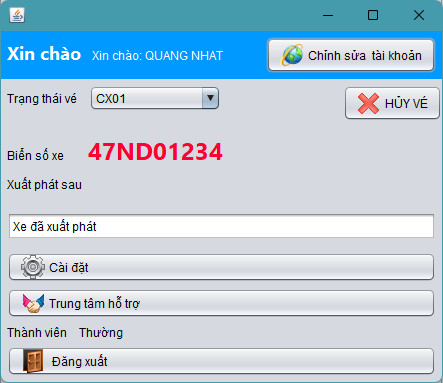 Xin chào Xin chào: QUANG NHAT Chỉnh sửa tài khoản
Trạng thái vé CX01 HỦY VÉ
Biển số xe 47ND01234
Xuất phát sau
Xe đã xuất phát
Cài đặt
Trung tâm hỗ trợ
Thành viên Thường
Đăng xuất